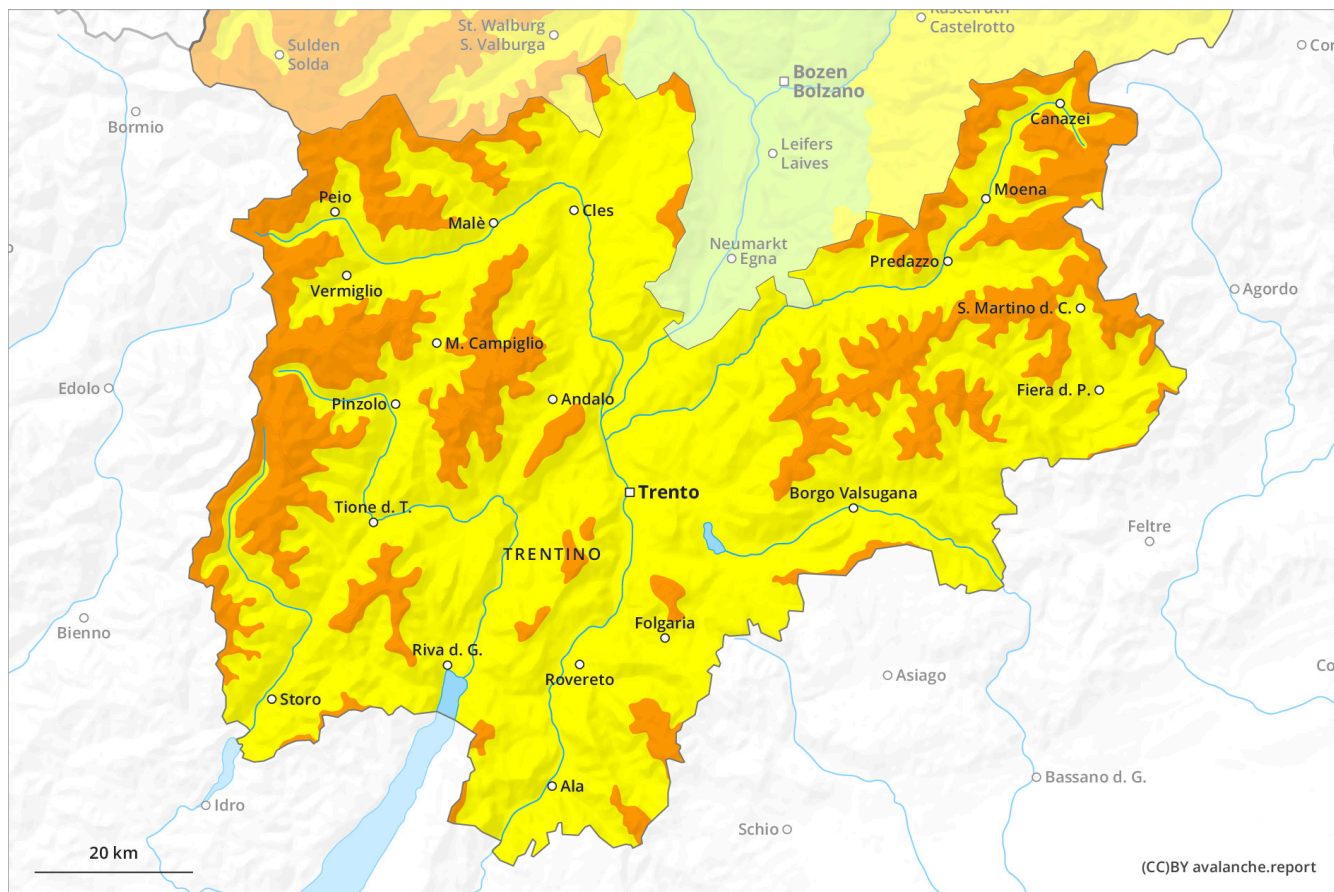 Kastelruth
Castelrotto
St. Walburg
S. Valburga
Sulden
Solda
Bozen
Bolzano
Bormio
Canazei
Leifers
Laives
Moena
Peio
Malè
Cles
Neumarkt
Egna
Predazzo
Vermiglio
Agordo
S. Martino d. C.
M. Campiglio
Edolo
Andalo
Fiera d. P.
Pinzolo
Trento
Borgo Valsugana
Tione d. T.
Feltre
TRENTINO
Bienno
Folgaria
Riva d. G.
Asiago
Rovereto
Storo
Bassano d. G.
Ala
Idro
Schio
20 km
(CC)BY avalanche.report